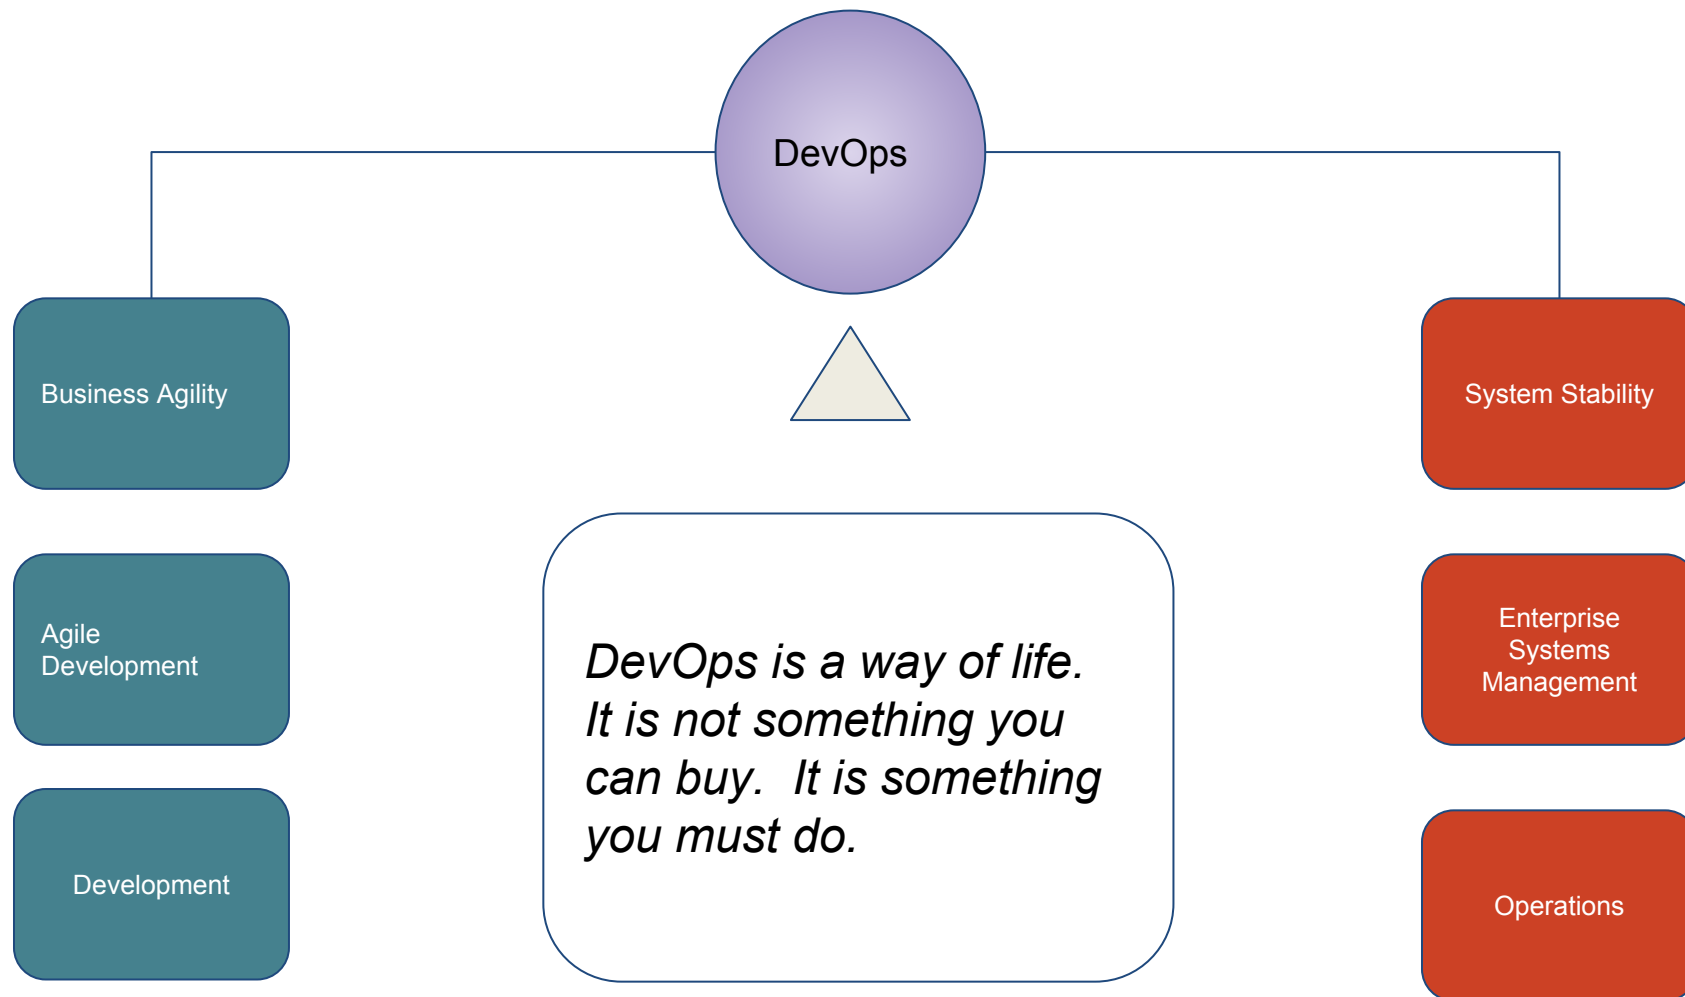 DevOps
Business Agility
System Stability
Agile
Development
Enterprise
Systems
Management
DevOps is a way of life.
It is not something you
can buy.  It is something
you must do.
Development
Operations